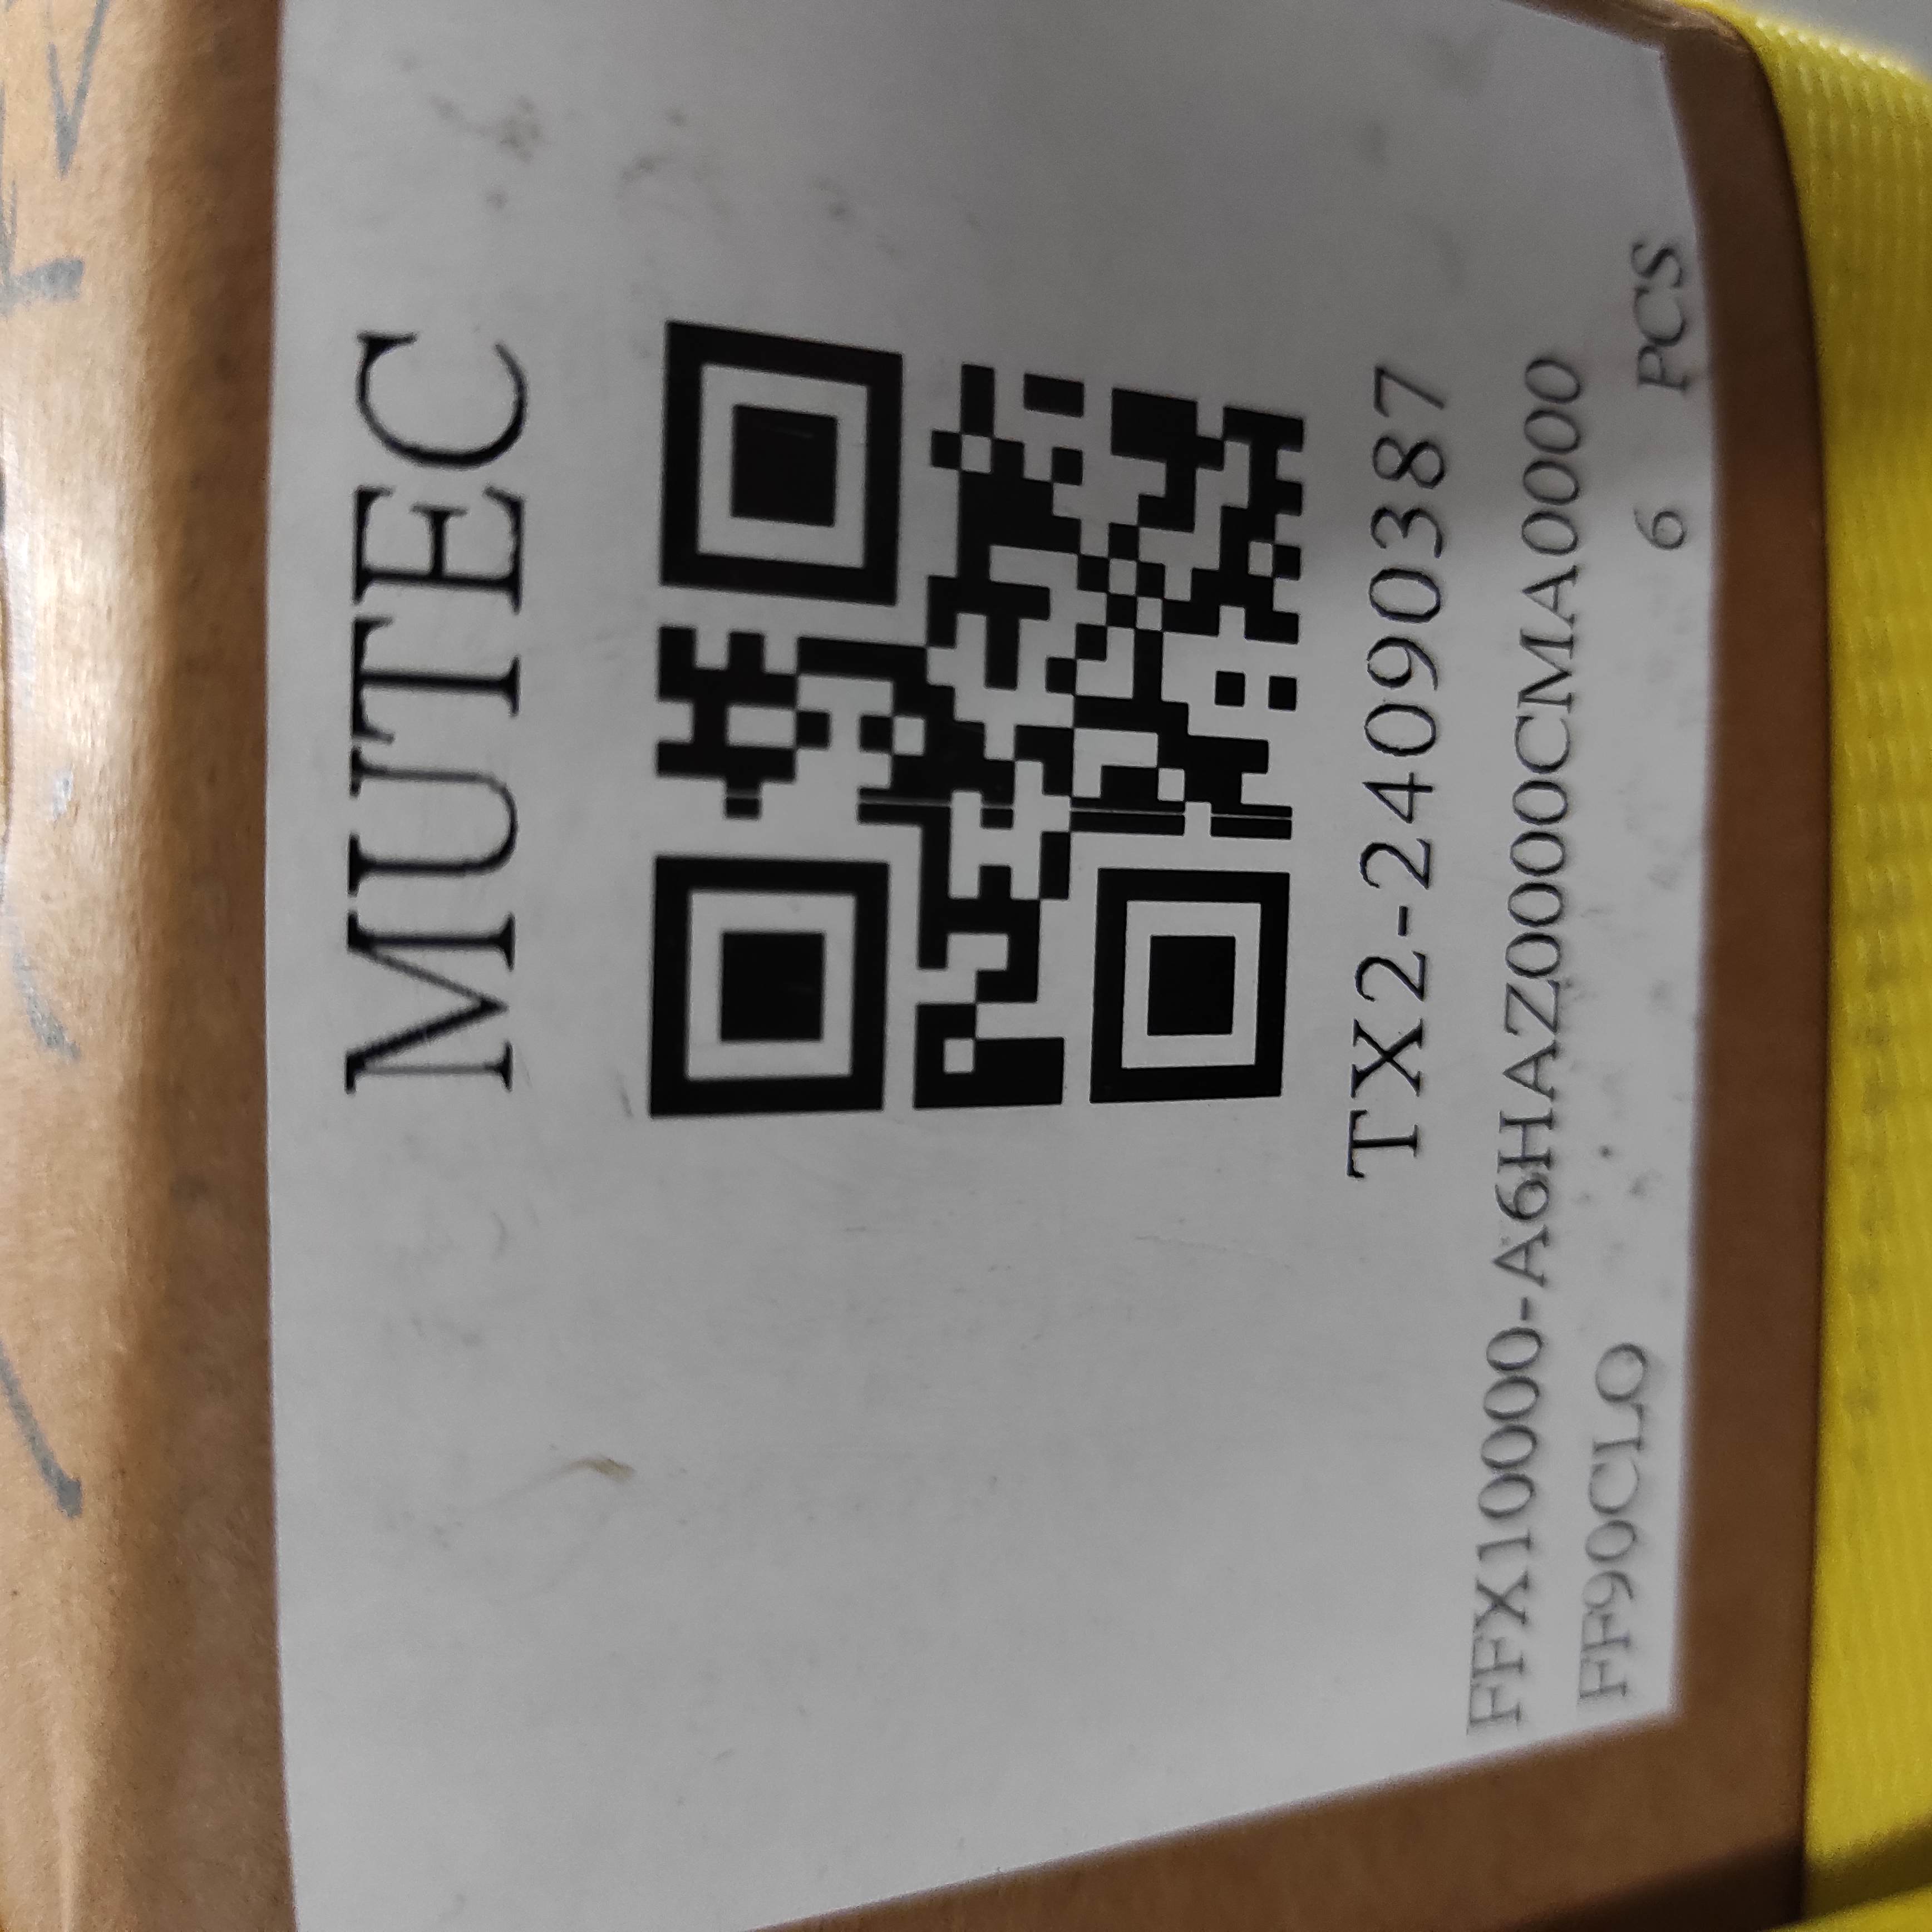 MUTEC
TX2-24090387
FFX10000-A6HAZ0000CMA0000
FF90CLO 6 PCS